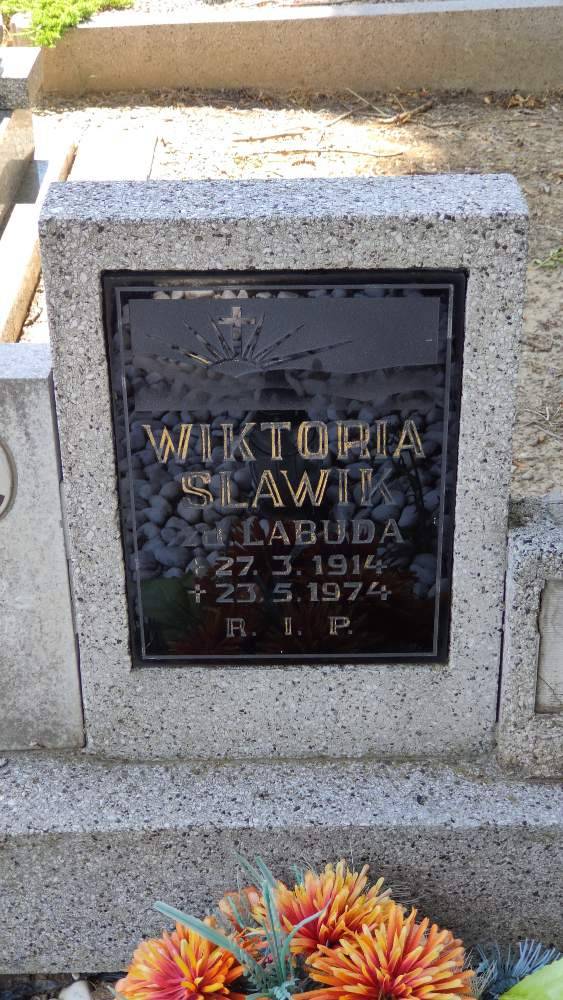 WIKTORIA
SLAWIK
zd. LABUDA
* 27. 3. 1914
+ 23. 5. 1974
R. I. P.